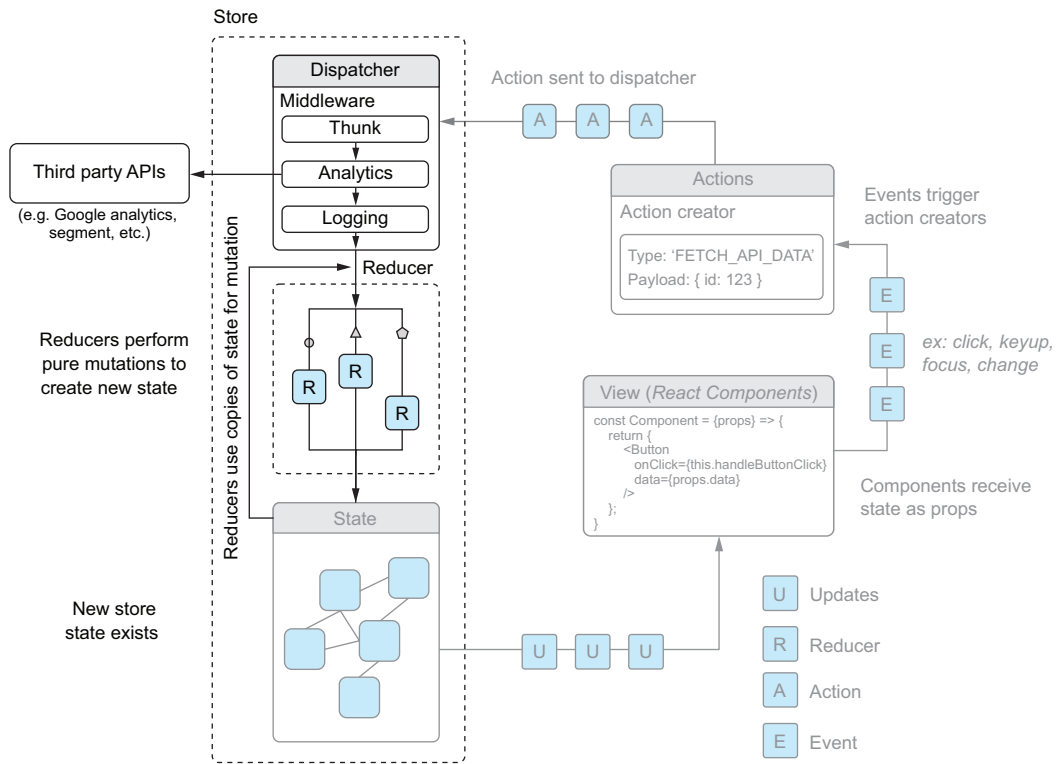 Store
Dispatcher
Middleware
Thunk
Analytics
Logging
Third party APIs
(e.g. Google analytics,
segment, etc.)
Action sent to dispatcher
A A A
Actions
Action creator
Type: ‘FETCH_API_DATA’
Payload: { id: 123 }
Events trigger
action creators
E
E
E
ex: click, keyup,
focus, change
Reducer
Reducers use copies of state for mutation
Reducers perform
pure mutations to
create new state
R
R
R
View (React Components)
const Component = {props} => {
return {
<Button
onClick={this.handleButtonClick}
data={props.data}
/>
};
}
Components receive
state as props
State
New store
state exists
U U U
U Updates
R Reducer
A Action
E Event